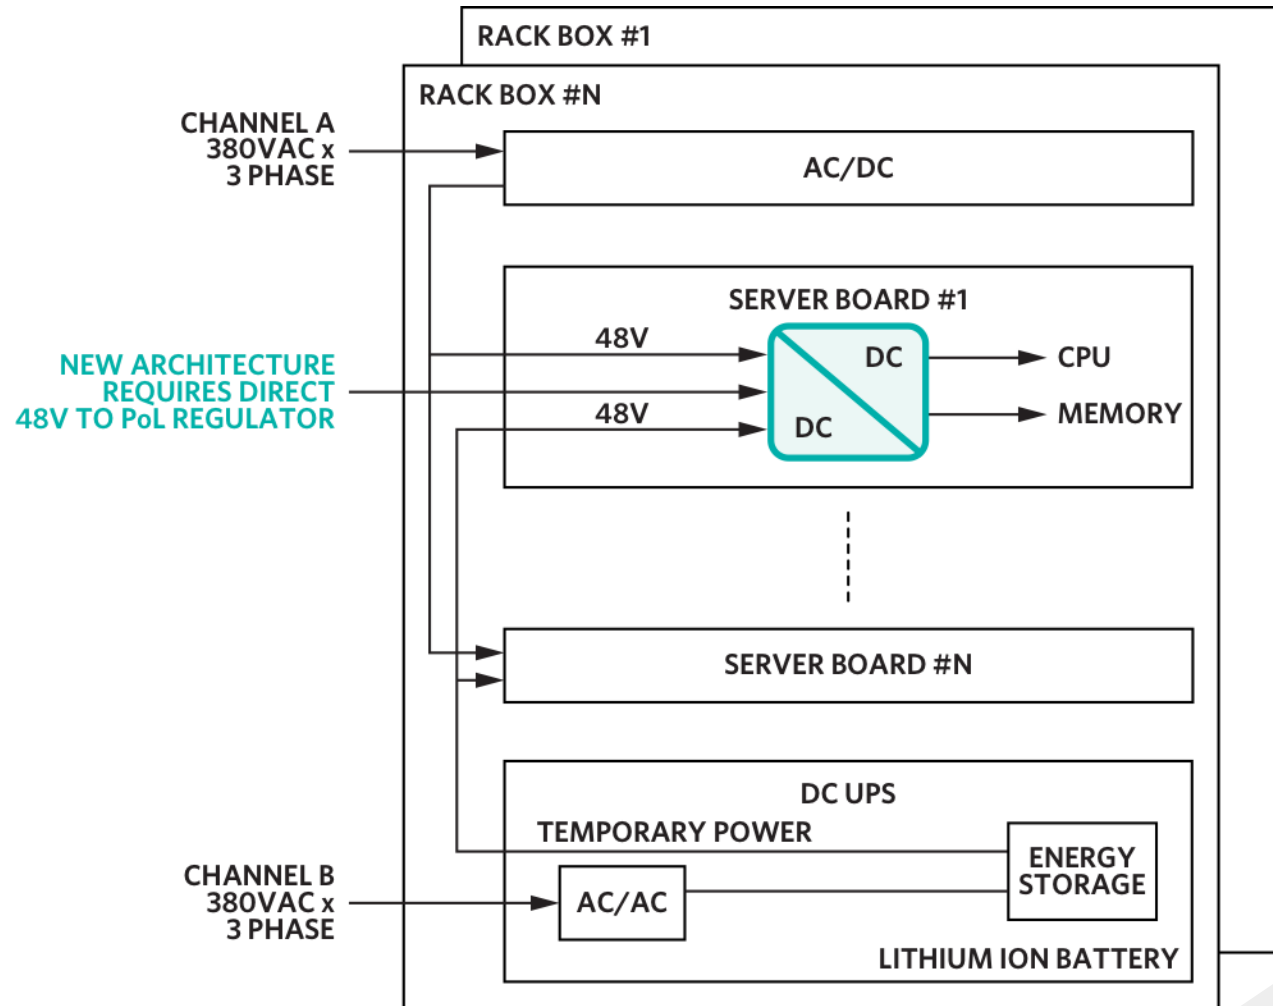 RACK BOX #1
RACK BOX #N
CHANNEL A
380VAC x
3 PHASE
AC/DC
SERVER BOARD #1
48V
DC
CPU
NEW ARCHITECTURE
REQUIRES DIRECT
48V TO PoL REGULATOR
48V
DC
MEMORY
SERVER BOARD #N
DC UPS
TEMPORARY POWER
ENERGY
STORAGE
CHANNEL B
380VAC x
3 PHASE
AC/AC
LITHIUM ION BATTERY